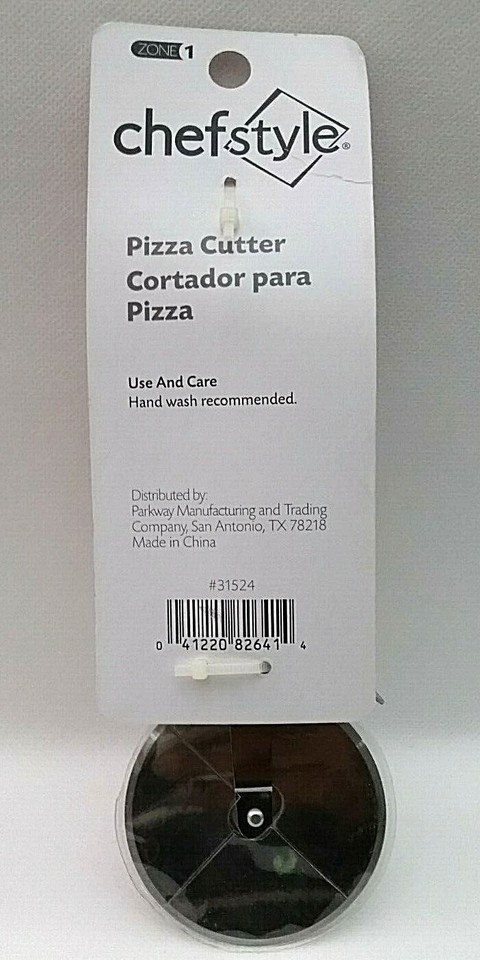 ZONE 1
chefstyle®
Pizza Cutter
Cortador para
Pizza
Use And Care
Hand wash recommended.
Distributed by:
Parkway Manufacturing and Trading
Company, San Antonio, TX 78218
Made in China
#31524
0 41220 82641 4